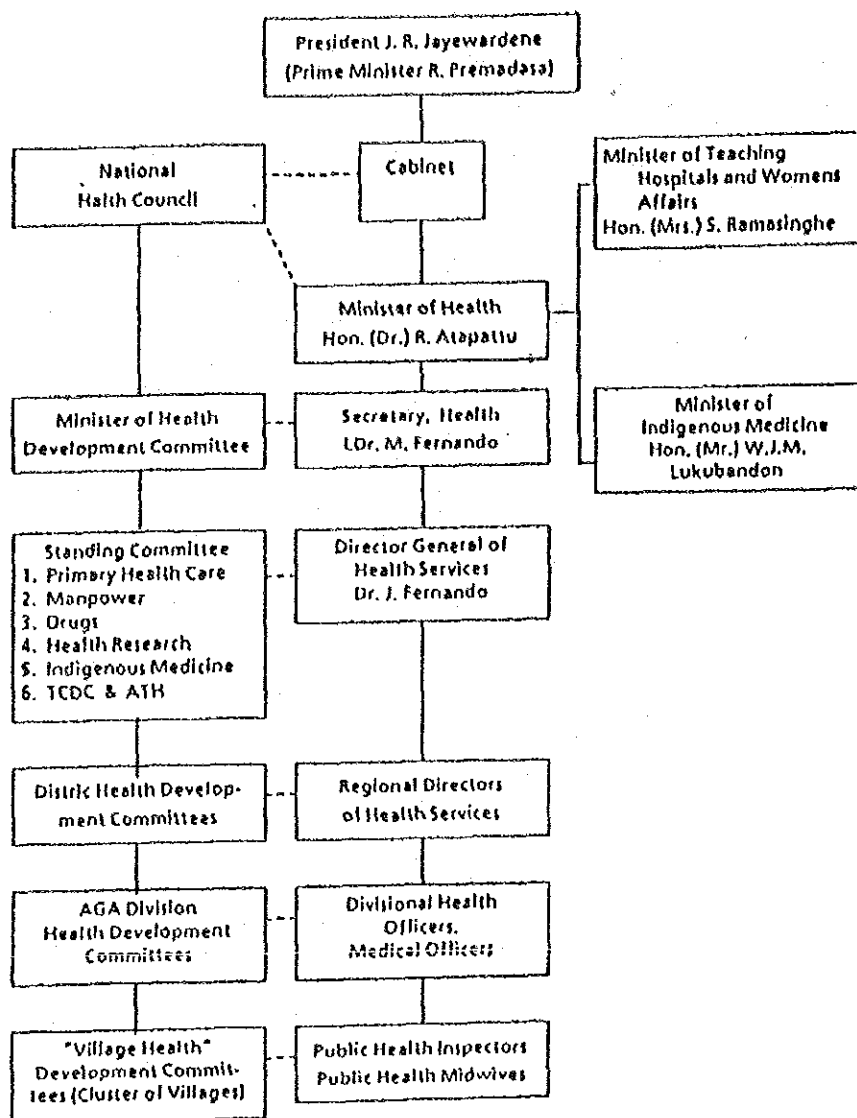 President J. R. Jayewardene
(Prime Minister R. Premadasa)
National
Halth Council
Cabinet
Minister of Teaching
Hospitals and Womens
Affairs
Hon. (Mrs.) S. Ramasinghe
Minister of Health
Hon. (Dr.) R. Atapattu
Minister of Health
Development Committee
Secretary, Health
LDr. M. Fernando
Minister of
Indigenous Medicine
Hon. (Mr.) W.J.M.
Lukubandon
Standing Committee
1. Primary Health Care
2. Manpower
3. Drugs
4. Health Research
5. Indigenous Medicine
6. TCDC & ATH
Director General of
Health Services
Dr. J. Fernando
Distric Health Develop-
ment Committees
Regional Directors
of Health Services
AGA Division
Health Development
Committees
Divisional Health
Officers,
Medical Officers
"Village Health"
Development Commit-
tees (Cluster of Villages)
Public Health Inspectors
Public Health Midwives